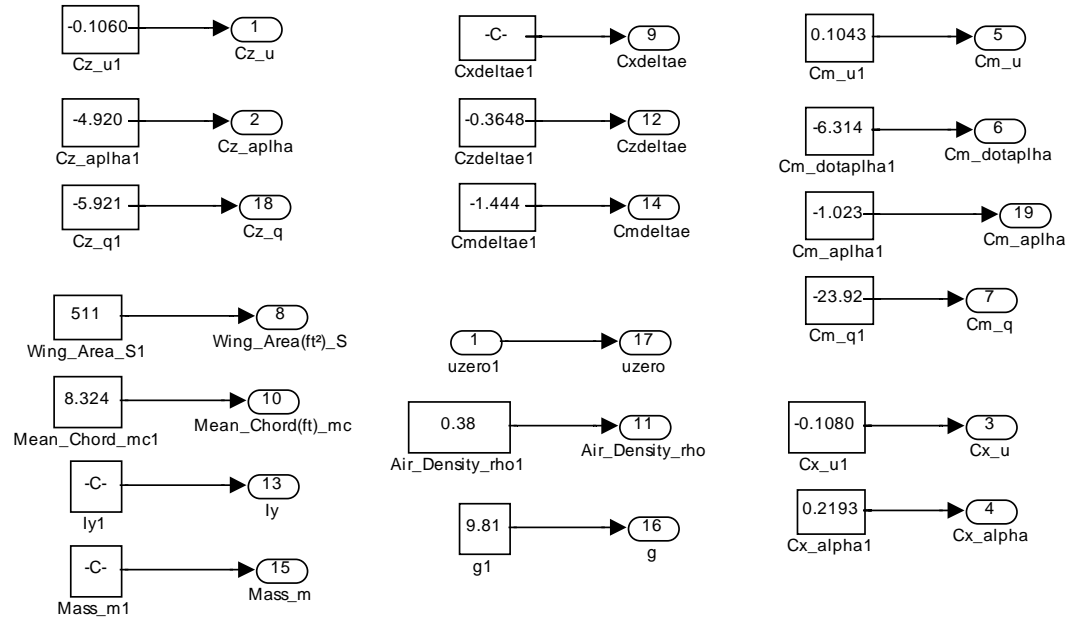 -0.1060
1
Cz_u1
Cz_u
-4.920
2
Cz_aplha1
Cz_aplha
-5.921
18
Cz_q1
Cz_q
511
8
Wing_Area_S1
Wing_Area(ft²)_S
8.324
10
Mean_Chord_mc1
Mean_Chord(ft)_mc
-C-
13
Iy1
Iy
-C-
15
Mass_m1
Mass_m
-C-
9
Cxdeltae1
Cxdeltae
-0.3648
12
Czdeltae1
Czdeltae
-1.444
14
Cmdeltae1
Cmdeltae
1
17
uzero1
uzero
0.38
11
Air_Density_rho1
Air_Density_rho
9.81
16
g1
g
0.1043
5
Cm_u1
Cm_u
-6.314
6
Cm_dotaplha1
Cm_dotaplha
-1.023
19
Cm_aplha1
Cm_aplha
-23.92
7
Cm_q1
Cm_q
-0.1080
3
Cx_u1
Cx_u
0.2193
4
Cx_alpha1
Cx_alpha